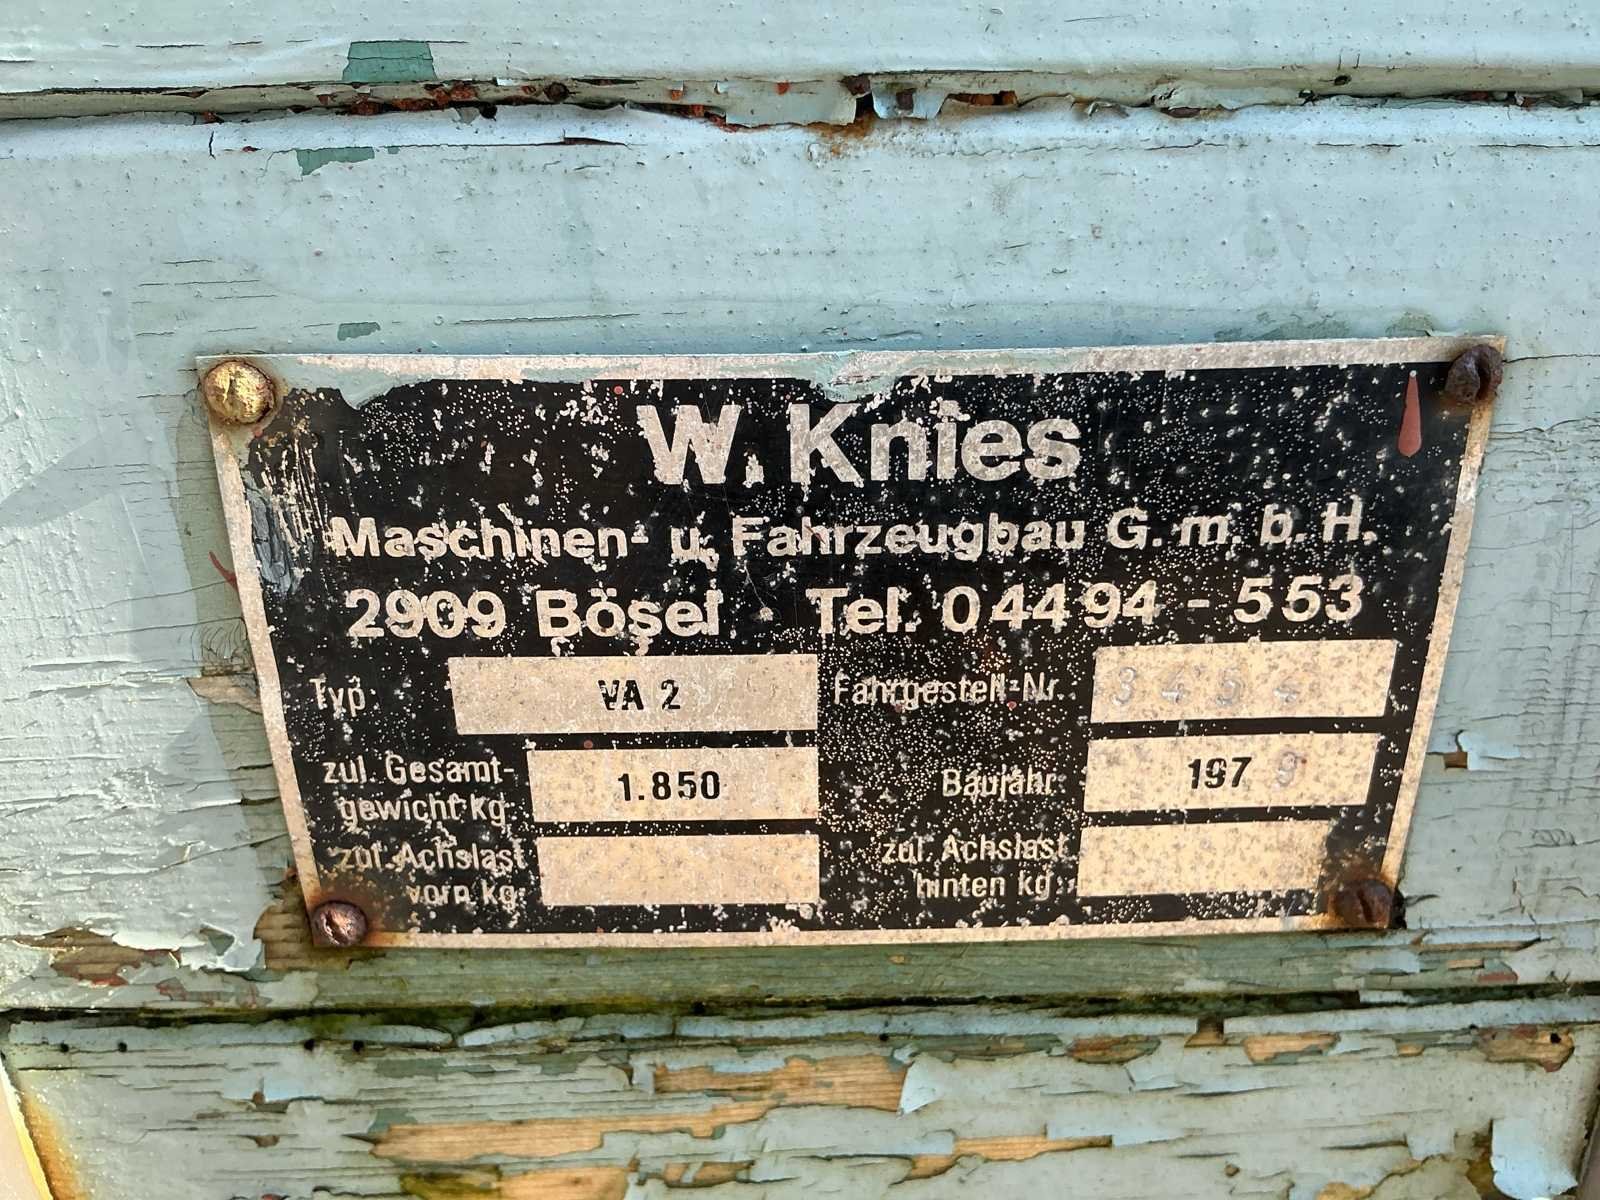 W. Knies
Maschinen- u. Fahrzeugbau G.m.b.H.
2909 Bösel Tel. 04494-553
Typ: VA 2 Fahrgestell-Nr.
zul. Gesamt-
gewicht kg: 1.850 Baujahr: 1979
zul. Achslast
vorn kg:
zul. Achslast
hinten kg: